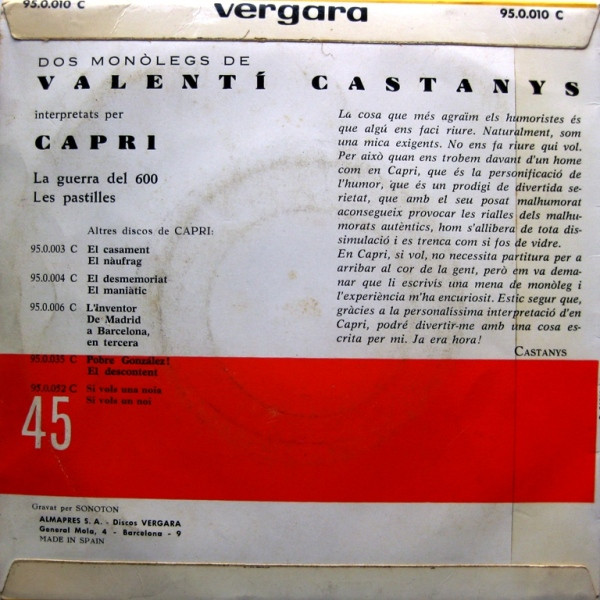 95.0.010 C
vergara
95.0.010 C
DOS MONÒLEGS DE
VALENTÍ CASTANYS
interpretats per
CAPRI
La guerra del 600
Les pastilles
Altres discos de CAPRI:
95.0.003 C El casament
El nàufrag
95.0.004 C El desmemoriat
El maniàtic
95.0.006 C L'inventor
De Madrid
a Barcelona,
en tercera
95.0.035 C Pobre González!
El descontent
95.0.052 C Si vols una noia
Si vols un noi
La cosa que més agraïm els humoristes és
que algú ens faci riure. Naturalment, som
una mica exigents. No ens fa riure qui vol.
Per això quan ens trobem davant d'un home
com en Capri, que és la personificació de
l'humor, que és un prodigi de divertida se-
rietat, que amb el seu posat malhumorat
aconsegueix provocar les rialles dels malhu-
morats autèntics, hom s'allibera de tota dis-
simulació i es trenca com si fos de vidre.
En Capri, si vol, no necessita partitura per a
arribar al cor de la gent, però em va dema-
nar que li escrivís una mena de monòleg i
l'experiència m'ha encuriosit. Estic segur que,
gràcies a la personalíssima interpretació d'en
Capri, podré divertir-me amb una cosa es-
crita per mi. Ja era hora!
CASTANYS
45
Gravat per SONOTON
ALMAPRES S. A. - Discos VERGARA
General Mola, 4 - Barcelona - 9
MADE IN SPAIN